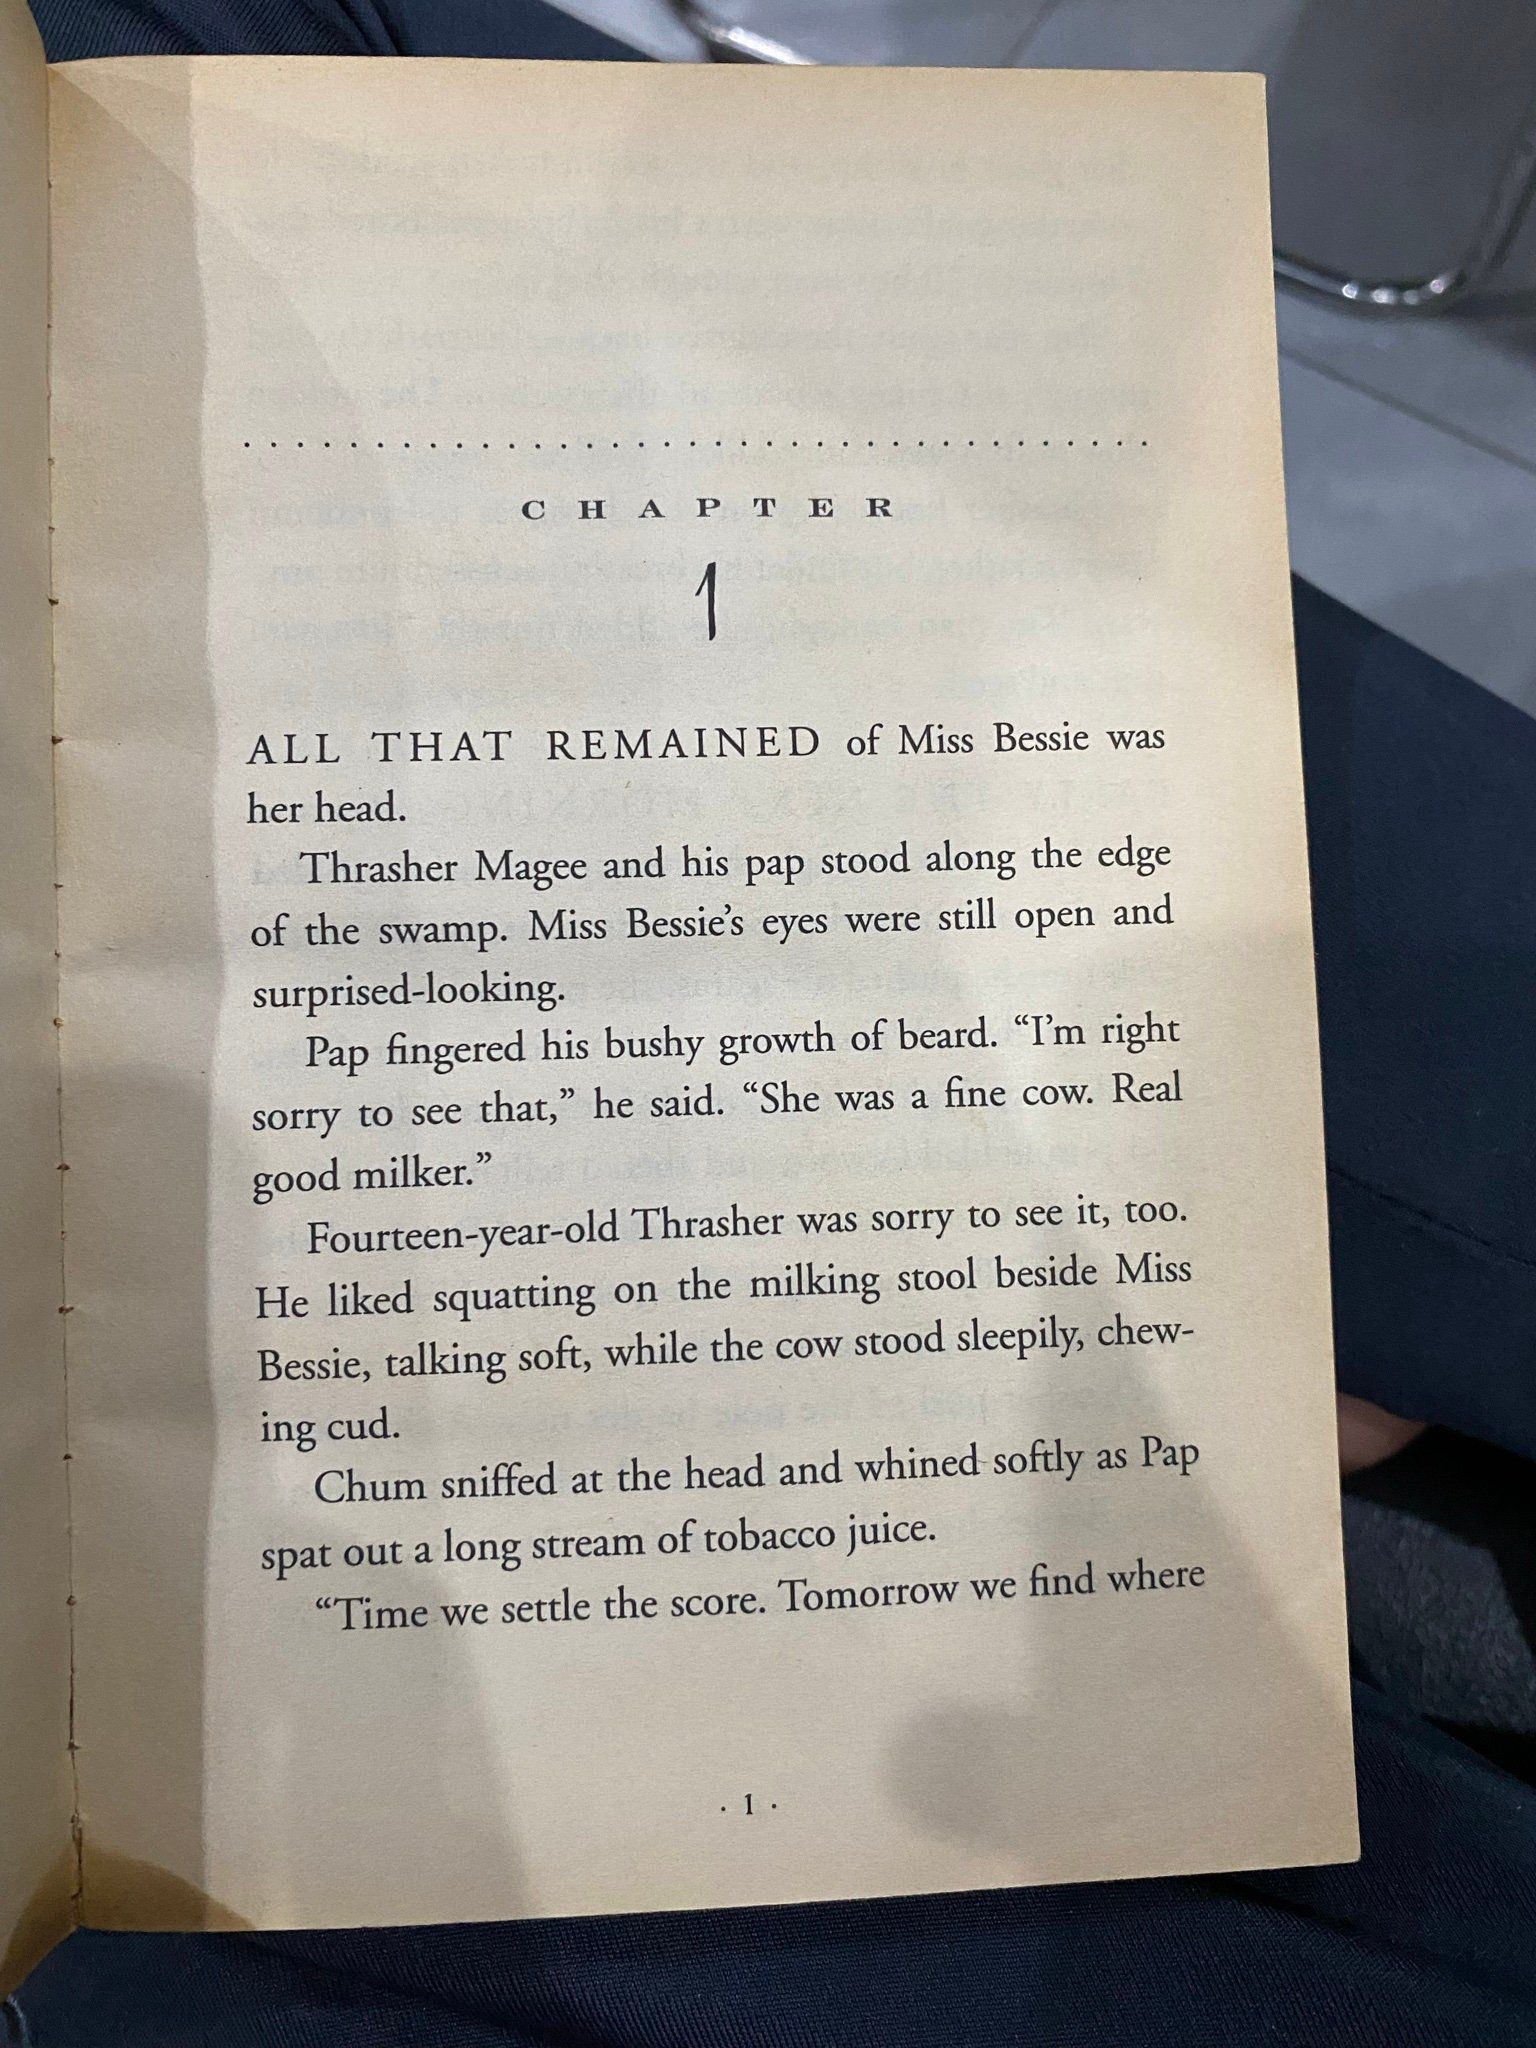 CHAPTER
1
ALL THAT REMAINED of Miss Bessie was
her head.
Thrasher Magee and his pap stood along the edge
of the swamp. Miss Bessie’s eyes were still open and
surprised-looking.
Pap fingered his bushy growth of beard. “I’m right
sorry to see that,” he said. “She was a fine cow. Real
good milker.”
Fourteen-year-old Thrasher was sorry to see it, too.
He liked squatting on the milking stool beside Miss
Bessie, talking soft, while the cow stood sleepily, chew-
ing cud.
Chum sniffed at the head and whined softly as Pap
spat out a long stream of tobacco juice.
“Time we settle the score. Tomorrow we find where
· 1 ·